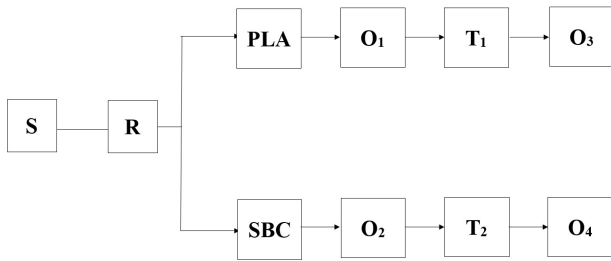 PLA O₁ T₁ O₃
S R
SBC O₂ T₂ O₄